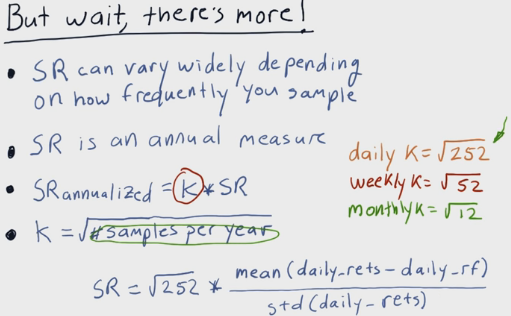 But wait, there's more!
• SR can vary widely depending
on how frequently you sample
• SR is an annual measure
• SRannualized = K * SR
• K = √#samples per year
daily K = √252
weekly K = √52
monthly K = √12
SR = √252 * mean (daily_rets - daily_rf)
std (daily_rets)